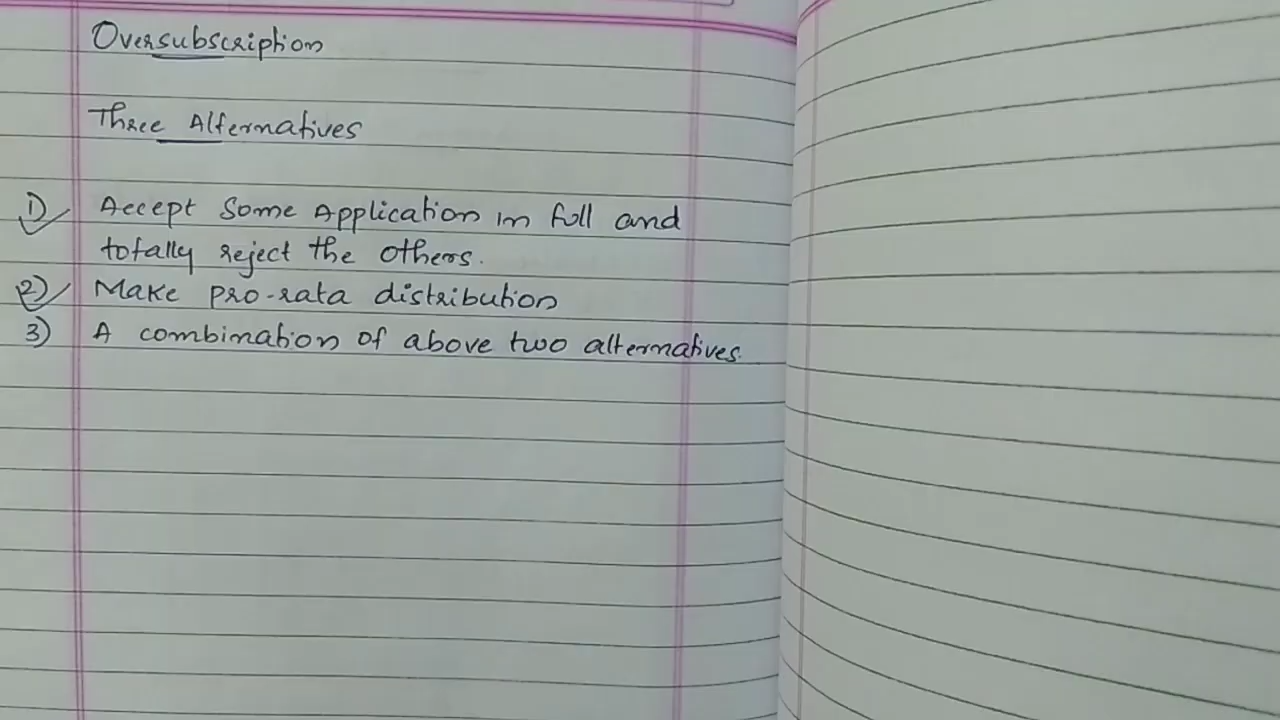 Oversubscription
Three Alternatives
1) Accept Some Application in full and
totally reject the others.
2) Make pro-rata distribution
3) A combination of above two alternatives.